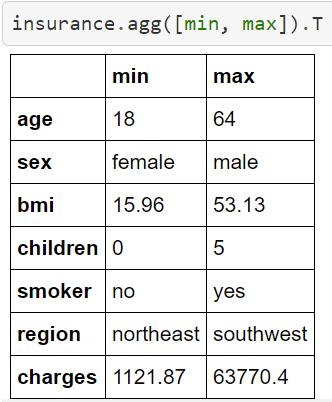 insurance.agg([min, max]).T
min max
age 18 64
sex female male
bmi 15.96 53.13
children 0 5
smoker no yes
region northeast southwest
charges 1121.87 63770.4